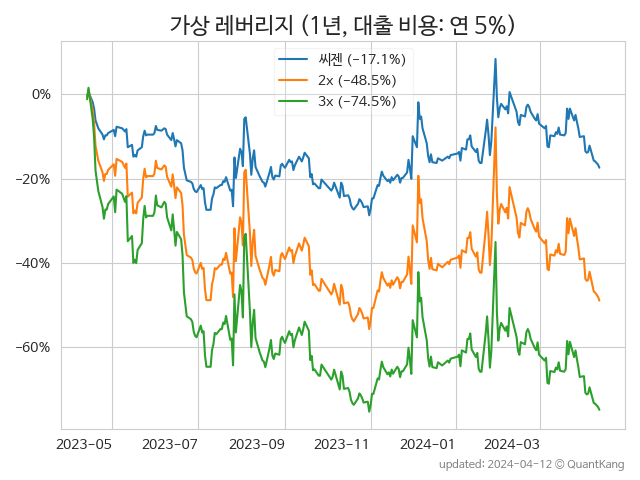 가상 레버리지 (1년, 대출 비용: 연 5%)
씨젠 (−17.1%)
2x (−48.5%)
3x (−74.5%)
0%
−20%
−40%
−60%
2023-05 2023-07 2023-09 2023-11 2024-01 2024-03
updated: 2024-04-12 © QuantKang